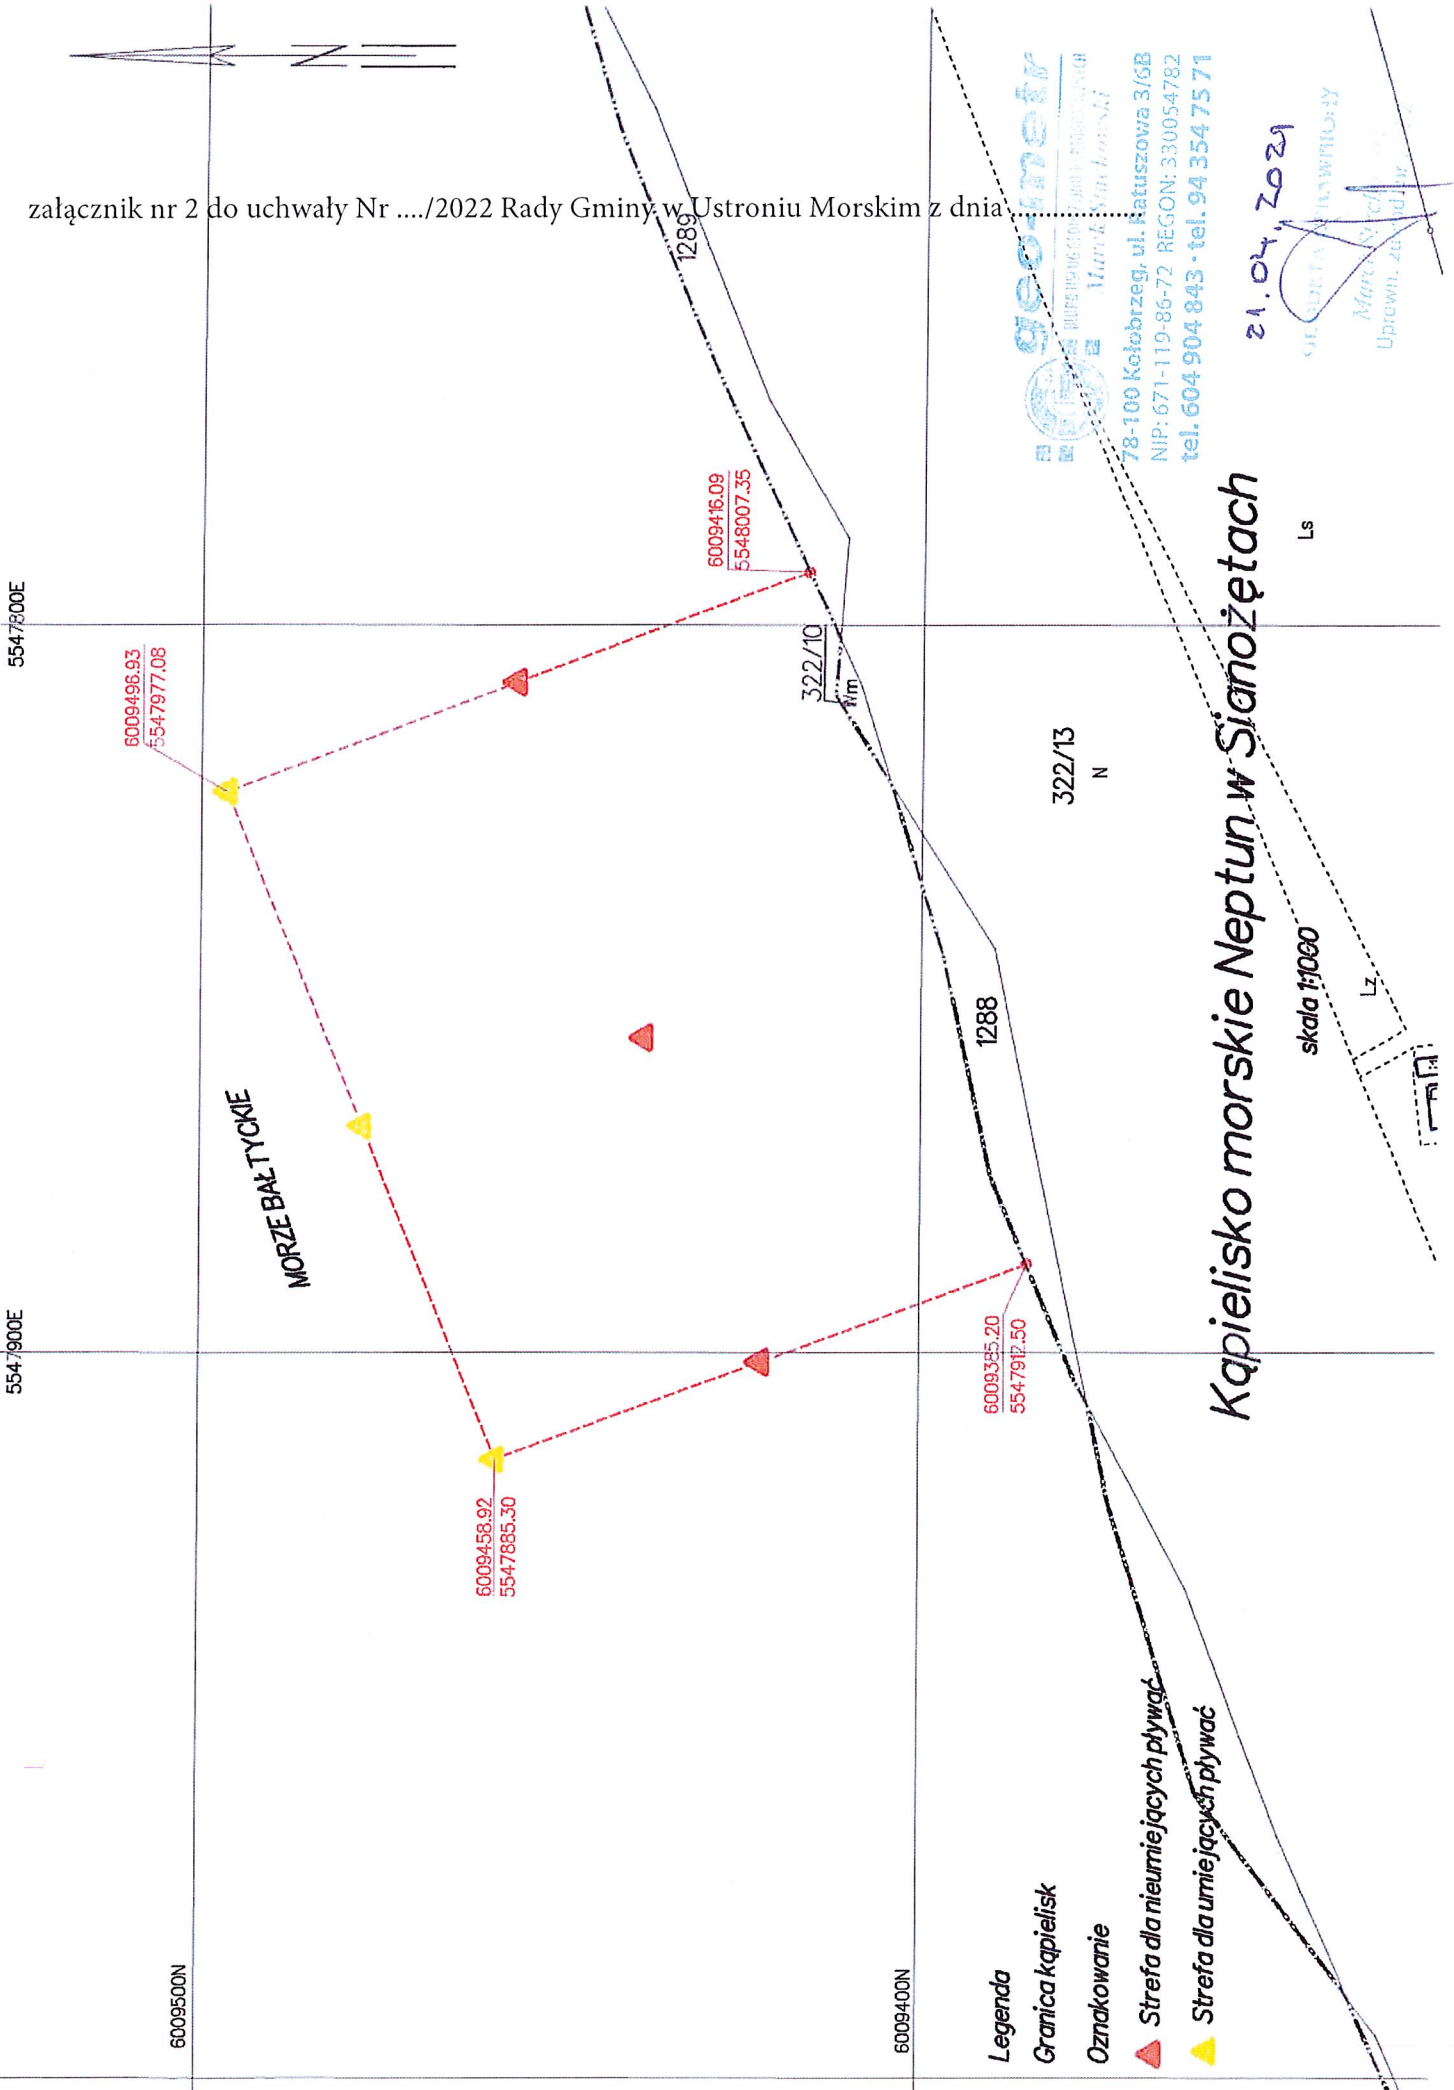 załącznik nr 2 do uchwały Nr ..../2022 Rady Gminy w Ustroniu Morskim z dnia
5547900E
5547800E
6009500N
6009400N
MORZE BAŁTYCKIE
6009496.93
5547977.08
6009416.09
5548007.35
6009458.92
5547885.30
6009385.20
5547912.50
1289
322/10
Wm
322/13
N
1288
Ls
Lz
Kąpielisko morskie Neptun w Sianożętach
skala 1:1000
Legenda
Granica kąpielisk
Oznakowanie
Strefa dla nieumiejących pływać
Strefa dla umiejących pływać
geo-metr
78-100 Kołobrzeg, ul. Ratuszowa 3/6B
NIP: 671-119-86-72 REGON: 330054782
tel. 604 904 843 · tel. 94 354 75 71
21.04.2021
N